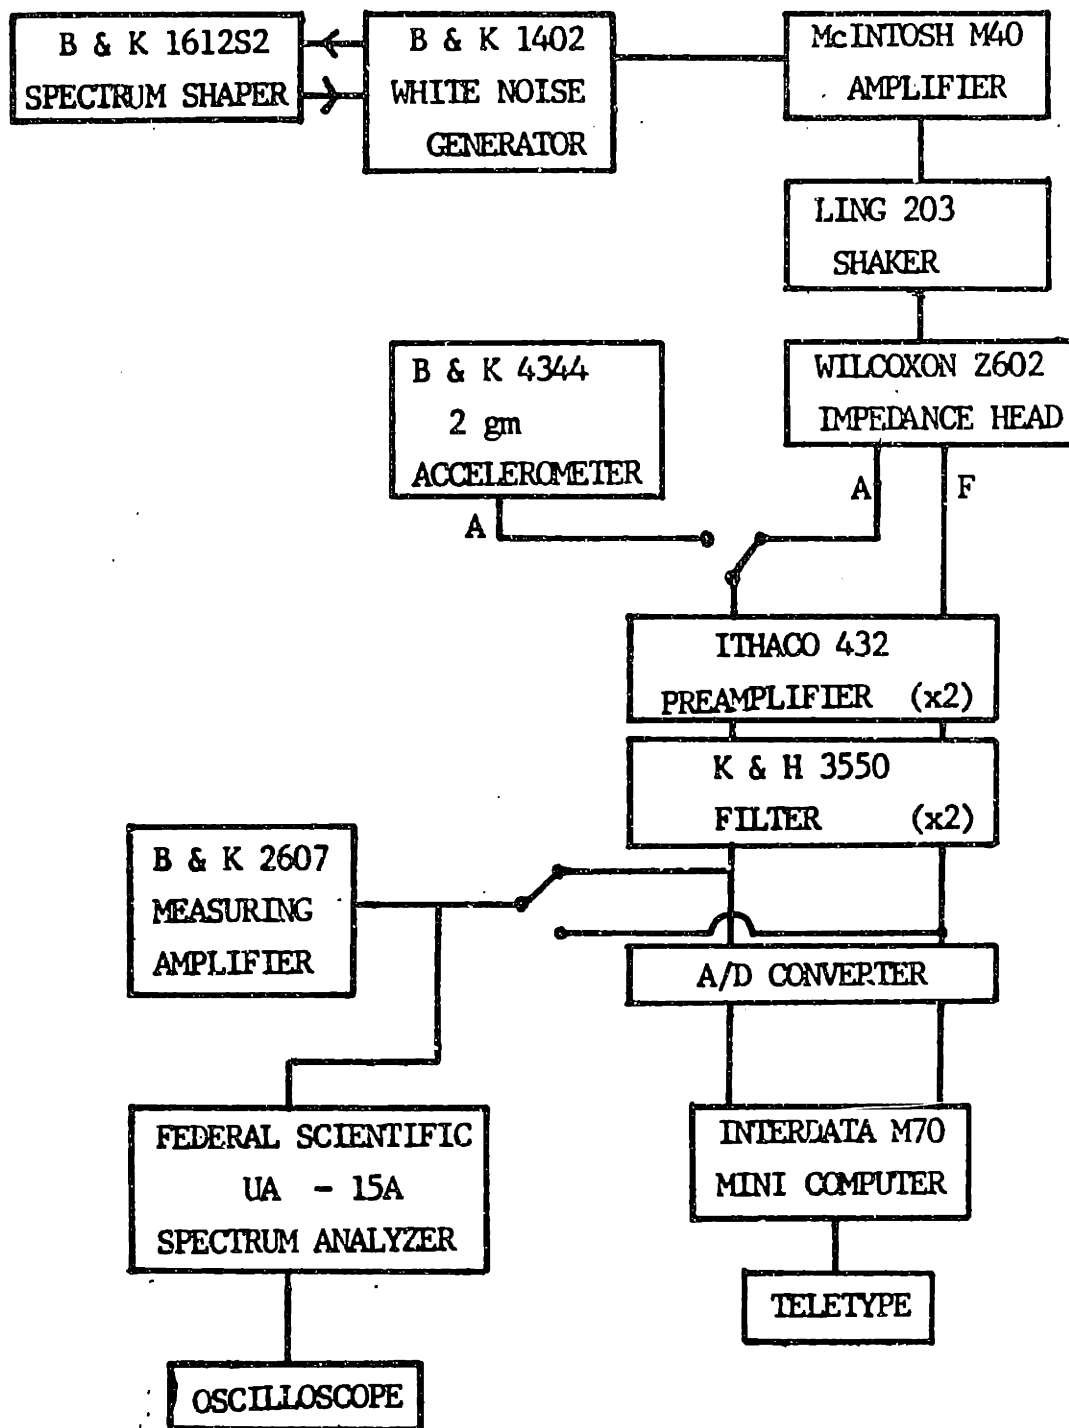 B & K 1612S2
SPECTRUM SHAPER
B & K 1402
WHITE NOISE
GENERATOR
McINTOSH M40
AMPLIFIER
LING 203
SHAKER
B & K 4344
2 gm
ACCELEROMETER
WILCOXON Z602
IMPEDANCE HEAD
A
A
F
ITHACO 432
PREAMPLIFIER (x2)
K & H 3550
FILTER (x2)
B & K 2607
MEASURING
AMPLIFIER
A/D CONVERTER
FEDERAL SCIENTIFIC
UA - 15A
SPECTRUM ANALYZER
INTERDATA M70
MINI COMPUTER
TELETYPE
OSCILLOSCOPE